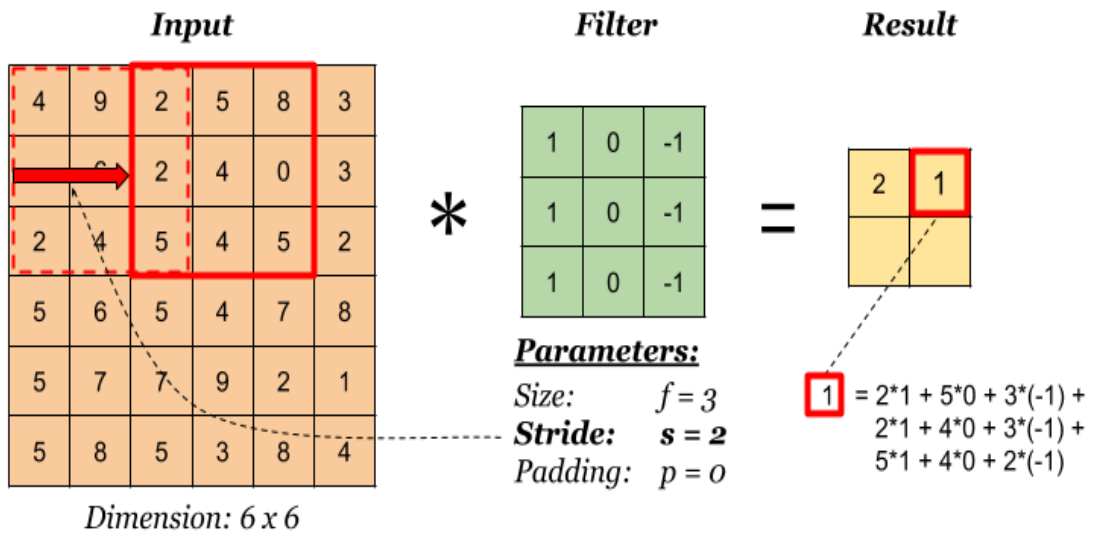 Input Filter Result
4 9 2 5 8 3
2 4 0 3
2 4 5 4 5 2
5 6 5 4 7 8
5 7 7 9 2 1
5 8 5 3 8 4
Dimension: 6 x 6
*
1 0 -1
1 0 -1
1 0 -1
=
2 1
Parameters:
Size: f = 3
Stride: s = 2
Padding: p = 0
1 = 2*1 + 5*0 + 3*(-1) +
2*1 + 4*0 + 3*(-1) +
5*1 + 4*0 + 2*(-1)